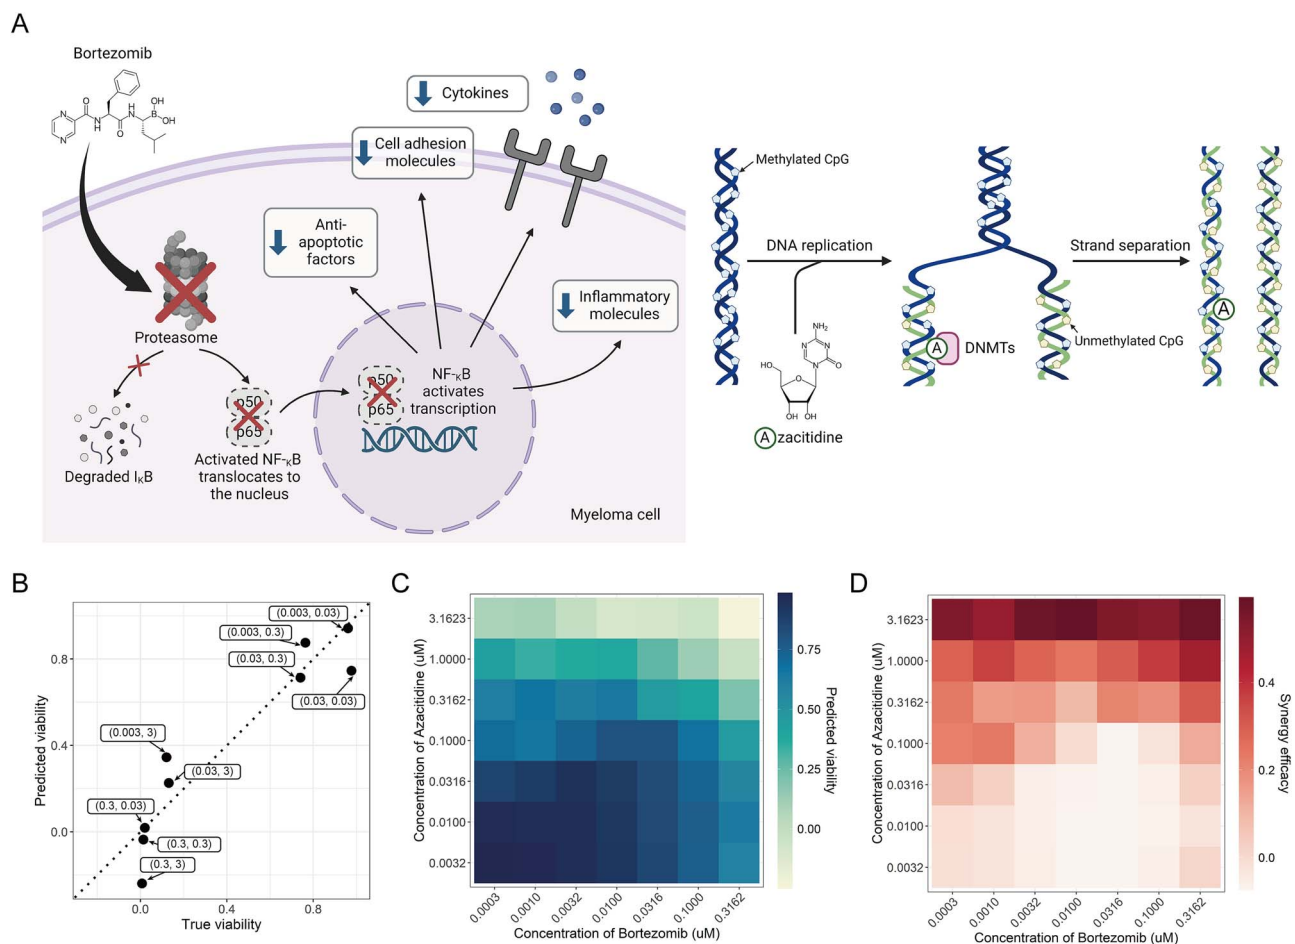 A
Bortezomib
O
H
N
OH
N
N
H
O
B
OH
N
Cytokines
Cell adhesion
molecules
Anti-
apoptotic
factors
Inflammatory
molecules
Proteasome
p50
p65
p50
p65
NF-κB
activates
transcription
Degraded IκB
Activated NF-κB
translocates to
the nucleus
Myeloma cell
Methylated CpG
DNA replication
Strand separation
NH₂
N
N
N
O
HO
O
OH
OH
A
zacitidine
A
DNMTs
Unmethylated CpG
A
B
(0.003, 0.03)
(0.003, 0.3)
(0.03, 0.3)
(0.03, 0.03)
(0.003, 3)
(0.03, 3)
(0.3, 0.03)
(0.3, 0.3)
(0.3, 3)
0.8
0.4
0.0
Predicted viability
0.0
0.4
0.8
True viability
C
Concentration of Azacitidine (uM)
3.1623
1.0000
0.3162
0.1000
0.0316
0.0100
0.0032
0.0003
0.0010
0.0032
0.0100
0.0316
0.1000
0.3162
Concentration of Bortezomib (uM)
0.75
0.50
0.25
0.00
Predicted viability
D
Concentration of Azacitidine (uM)
3.1623
1.0000
0.3162
0.1000
0.0316
0.0100
0.0032
0.0003
0.0010
0.0032
0.0100
0.0316
0.1000
0.3162
Concentration of Bortezomib (uM)
0.4
0.2
0.0
Synergy efficacy